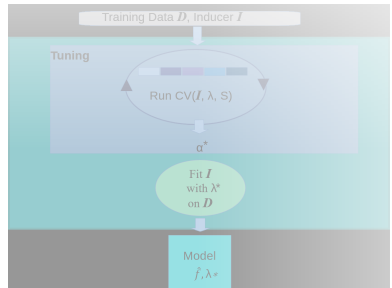 Training Data D, Inducer I
Tuning
Run CV(I, λ, S)
α*
Fit I
with λ*
on D
Model
f̂, λ*